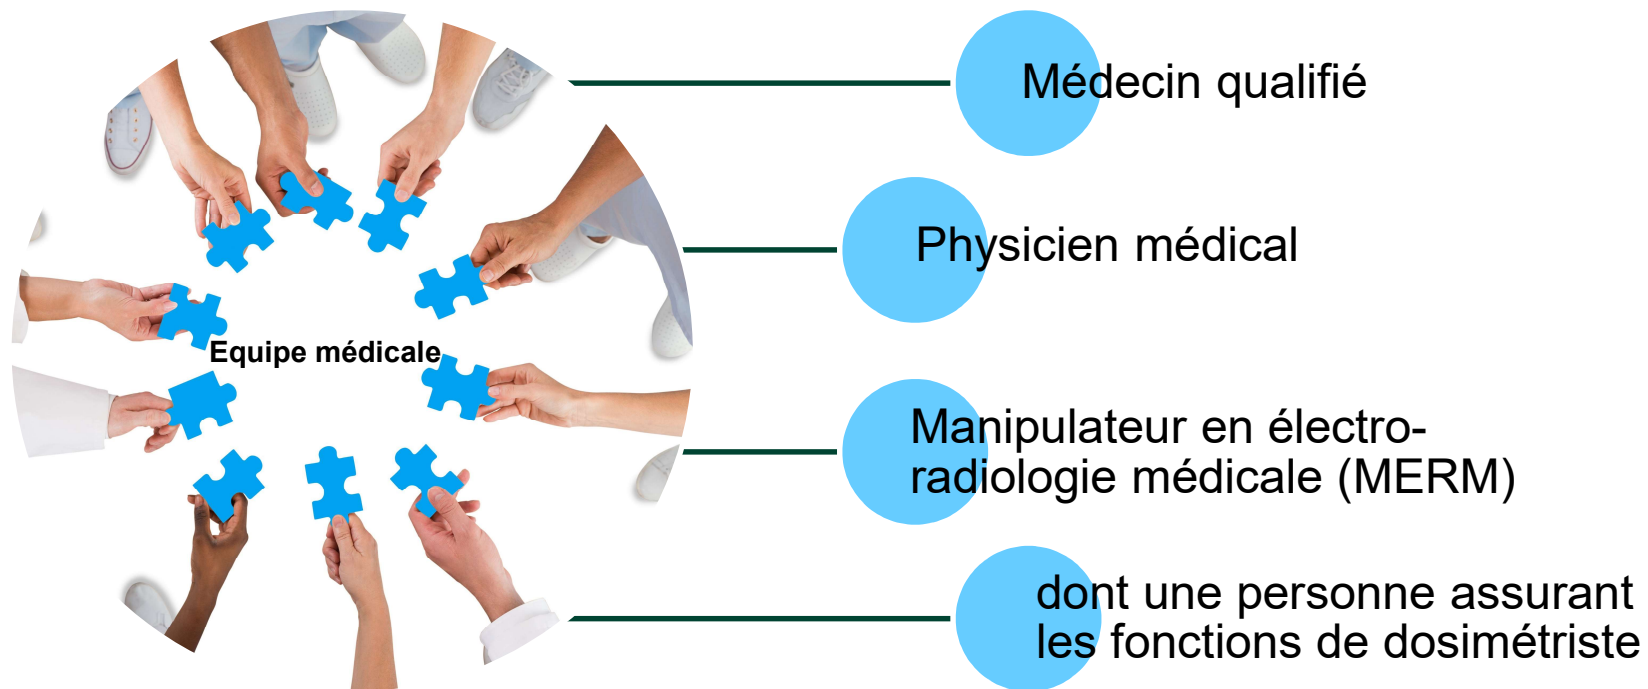 Médecin qualifié
Physicien médical
Equipe médicale
Manipulateur en électro-
radiologie médicale (MERM)
dont une personne assurant
les fonctions de dosimétriste